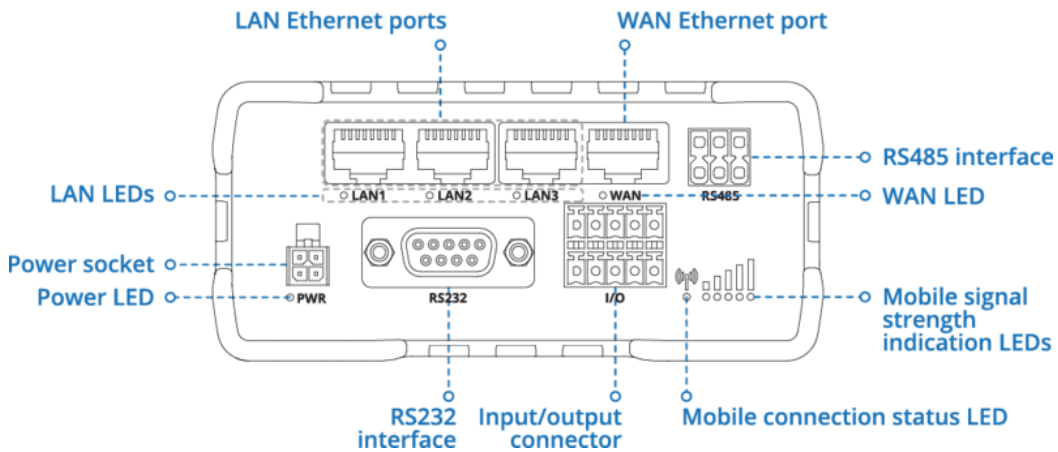 LAN Ethernet ports
WAN Ethernet port
RS485 interface
LAN LEDs
LAN1
LAN2
LAN3
WAN
RS485
WAN LED
Power socket
Power LED
PWR
RS232
I/O
Mobile signal
strength
indication LEDs
RS232
interface
Input/output
connector
Mobile connection status LED